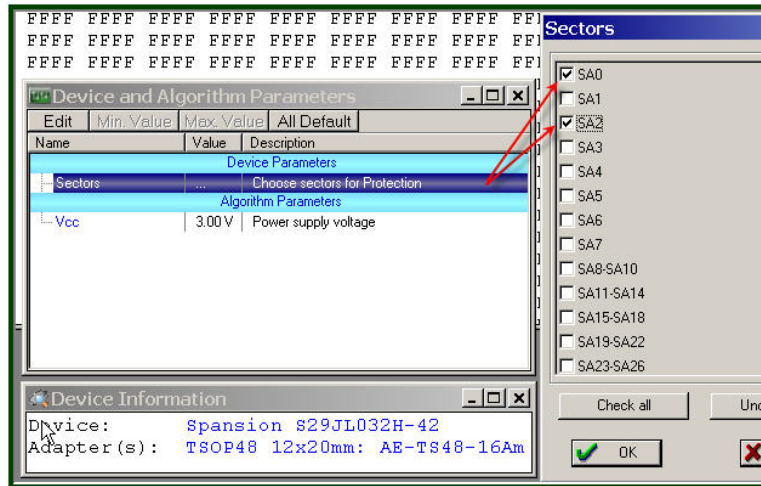 FFFF FFFF FFFF FFFF FFFF FFFF FFFF FFFF
FFFF FFFF FFFF FFFF FFFF FFFF FFFF FFFF
FFFF FFFF FFFF FFFF FFFF FFFF FFFF FFFF
Device and Algorithm Parameters
Edit Min. Value Max. Value All Default
Name Value Description
Device Parameters
Sectors ... Choose sectors for Protection
Algorithm Parameters
Vcc 3.00 V Power supply voltage
Device Information
Device: Spansion S29JL032H-42
Adapter(s): TSOP48 12x20mm: AE-TS48-16Am
Sectors
SA0
SA1
SA2
SA3
SA4
SA5
SA6
SA7
SA8-SA10
SA11-SA14
SA15-SA18
SA19-SA22
SA23-SA26
Check all
OK